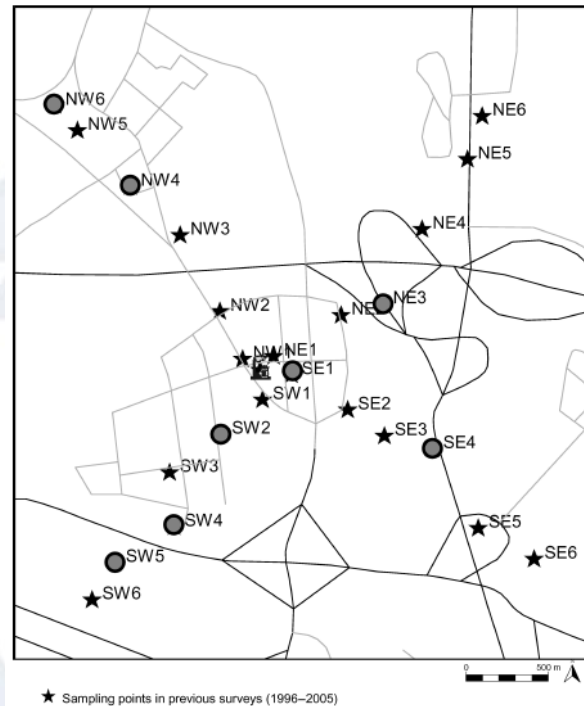 NW6
NW5
NE6
NE5
NW4
NE4
NW3
NE3
NW2
NE1
SE1
SW1
SE2
SW2
SE3
SE4
SW3
SW4
SE5
SW5
SE6
SW6
0 500 m
Sampling points in previous surveys (1996–2005)